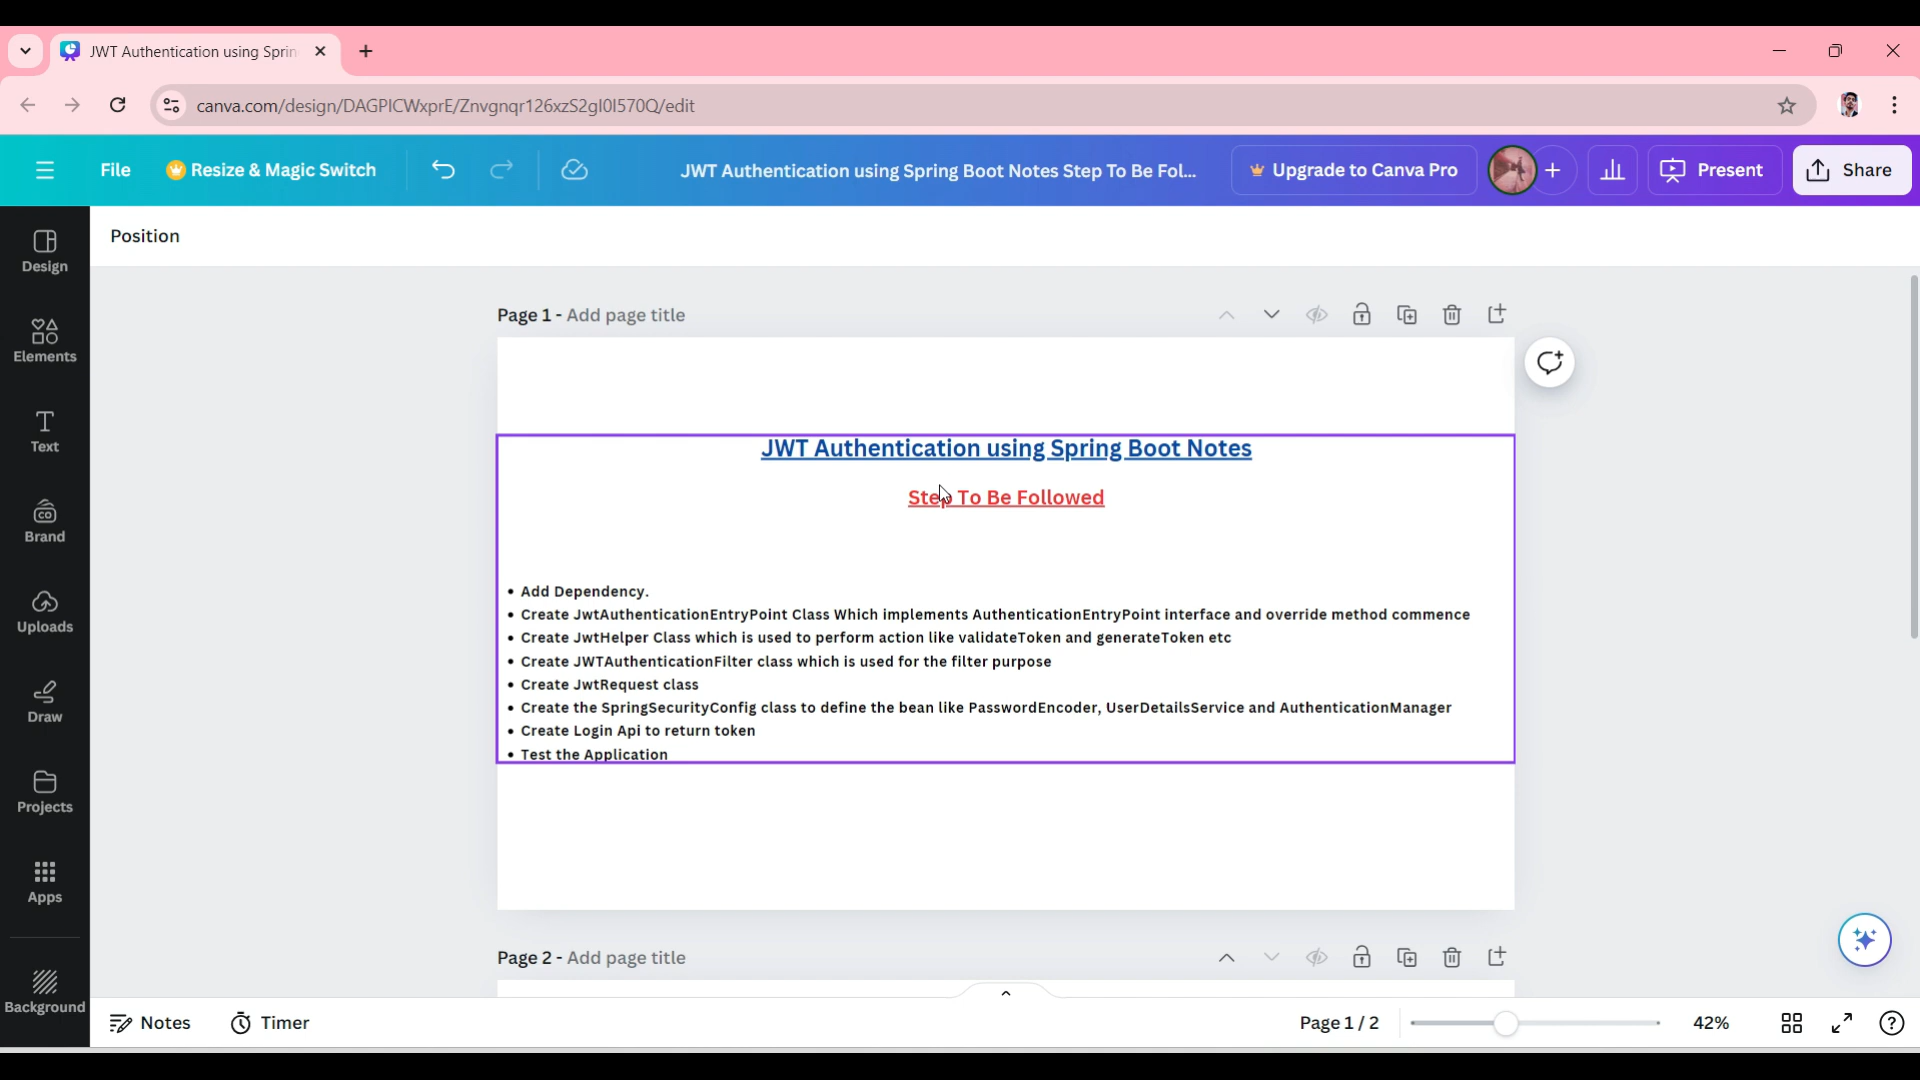 JWT Authentication using Sprin
canva.com/design/DAGPICWxprE/Znvgnqr126xzS2gl0I570Q/edit
File
Resize & Magic Switch
JWT Authentication using Spring Boot Notes Step To Be Fol...
Upgrade to Canva Pro
Present
Share
Position
Design
Elements
Text
Brand
Uploads
Draw
Projects
Apps
Background
Page 1 - Add page title
JWT Authentication using Spring Boot Notes
Step To Be Followed
• Add Dependency.
• Create JwtAuthenticationEntryPoint Class Which implements AuthenticationEntryPoint interface and override method commence
• Create JwtHelper Class which is used to perform action like validateToken and generateToken etc
• Create JWTAuthenticationFilter class which is used for the filter purpose
• Create JwtRequest class
• Create the SpringSecurityConfig class to define the bean like PasswordEncoder, UserDetailsService and AuthenticationManager
• Create Login Api to return token
• Test the Application
Page 2 - Add page title
Notes
Timer
Page 1 / 2
42%